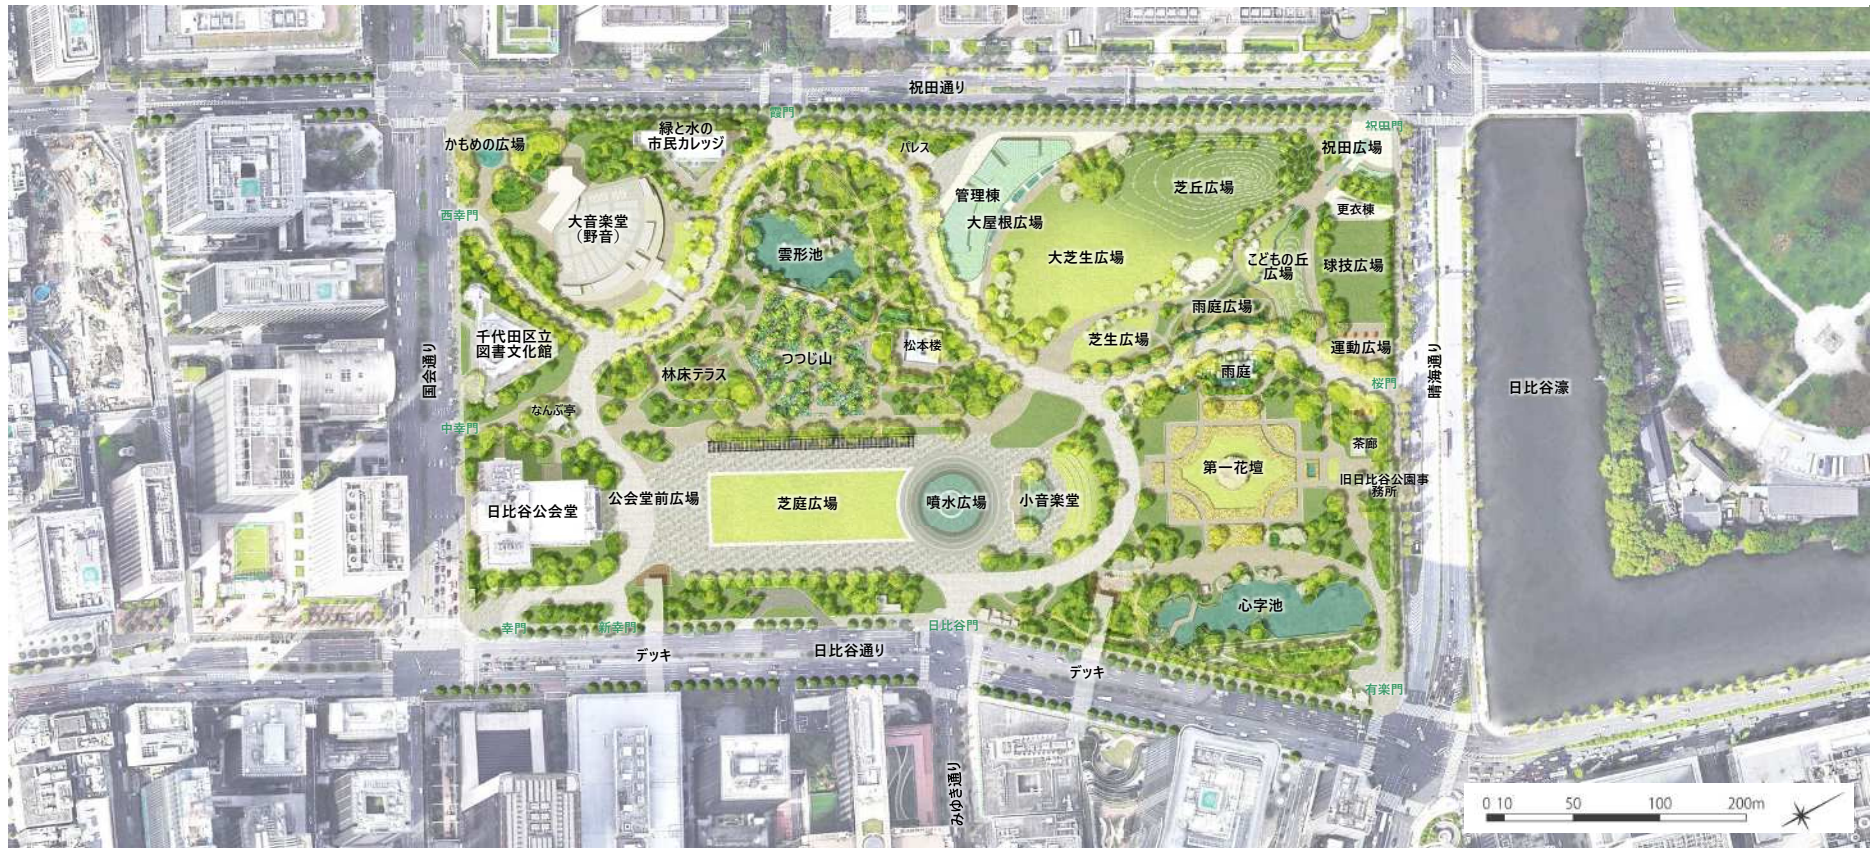 祝田通り
霞門
祝田門
かもめの広場
緑と水の
市民カレッジ
パレス
祝田広場
管理棟
芝丘広場
西幸門
大音楽堂
(野音)
大屋根広場
更衣棟
雲形池
大芝生広場
こどもの丘
広場
球技広場
雨庭広場
千代田区立
図書文化館
松本楼
芝生広場
運動広場
国会通り
つつじ山
林床テラス
雨庭
桜門
晴海通り
日比谷濠
なんぶ亭
中幸門
茶廊
第一花壇
旧日比谷公園事
務所
日比谷公会堂
公会堂前広場
芝庭広場
噴水広場
小音楽堂
心字池
幸門
新幸門
日比谷門
デッキ
日比谷通り
デッキ
有楽門
みゆき通り
0 10 50 100 200m